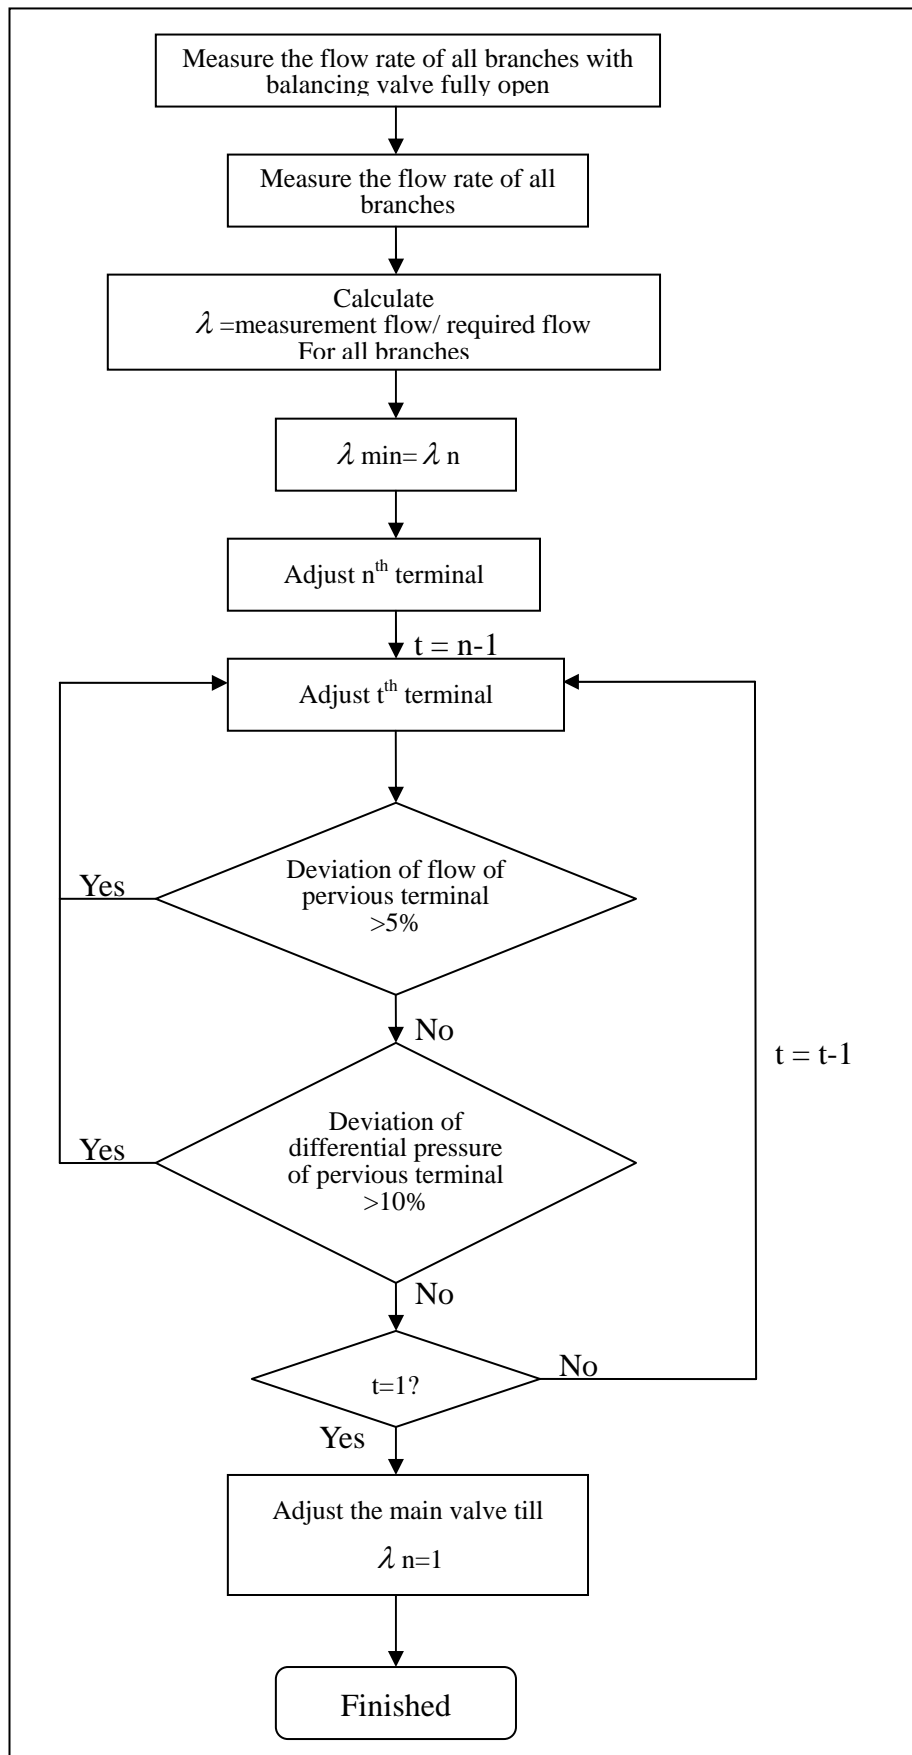 Measure the flow rate of all branches with
balancing valve fully open
Measure the flow rate of all
branches
Calculate
λ =measurement flow/ required flow
For all branches
λ min= λ n
Adjust nth terminal
t = n-1
Adjust tth terminal
Deviation of flow of
pervious terminal
>5%
Yes
No
Deviation of
differential pressure
of pervious terminal
>10%
Yes
No
t = t-1
t=1?
No
Yes
Adjust the main valve till
λ n=1
Finished